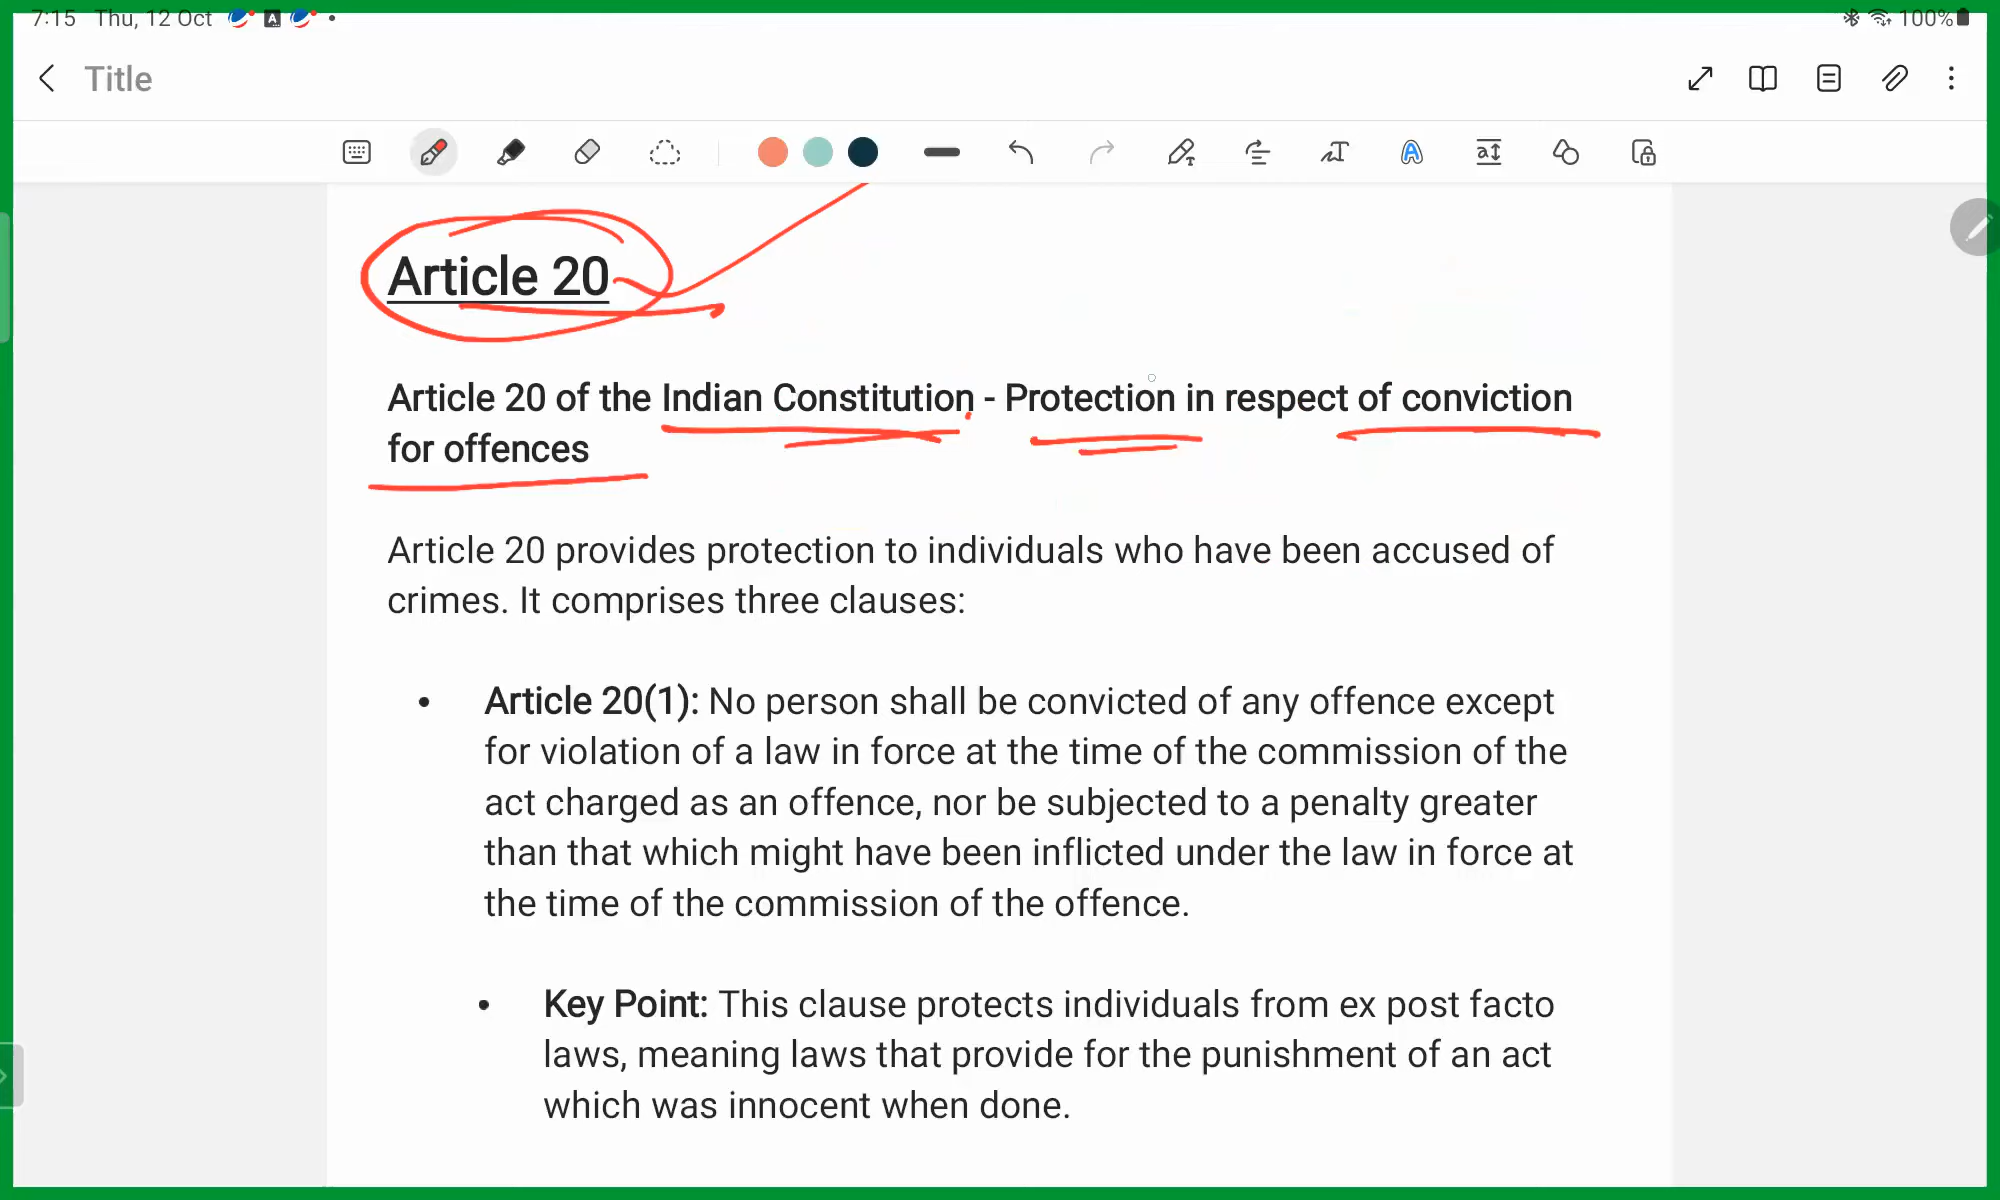 7:15 Thu, 12 Oct A 100%
Title
Article 20
Article 20 of the Indian Constitution - Protection in respect of conviction
for offences
Article 20 provides protection to individuals who have been accused of
crimes. It comprises three clauses:
• Article 20(1): No person shall be convicted of any offence except
for violation of a law in force at the time of the commission of the
act charged as an offence, nor be subjected to a penalty greater
than that which might have been inflicted under the law in force at
the time of the commission of the offence.
• Key Point: This clause protects individuals from ex post facto
laws, meaning laws that provide for the punishment of an act
which was innocent when done.